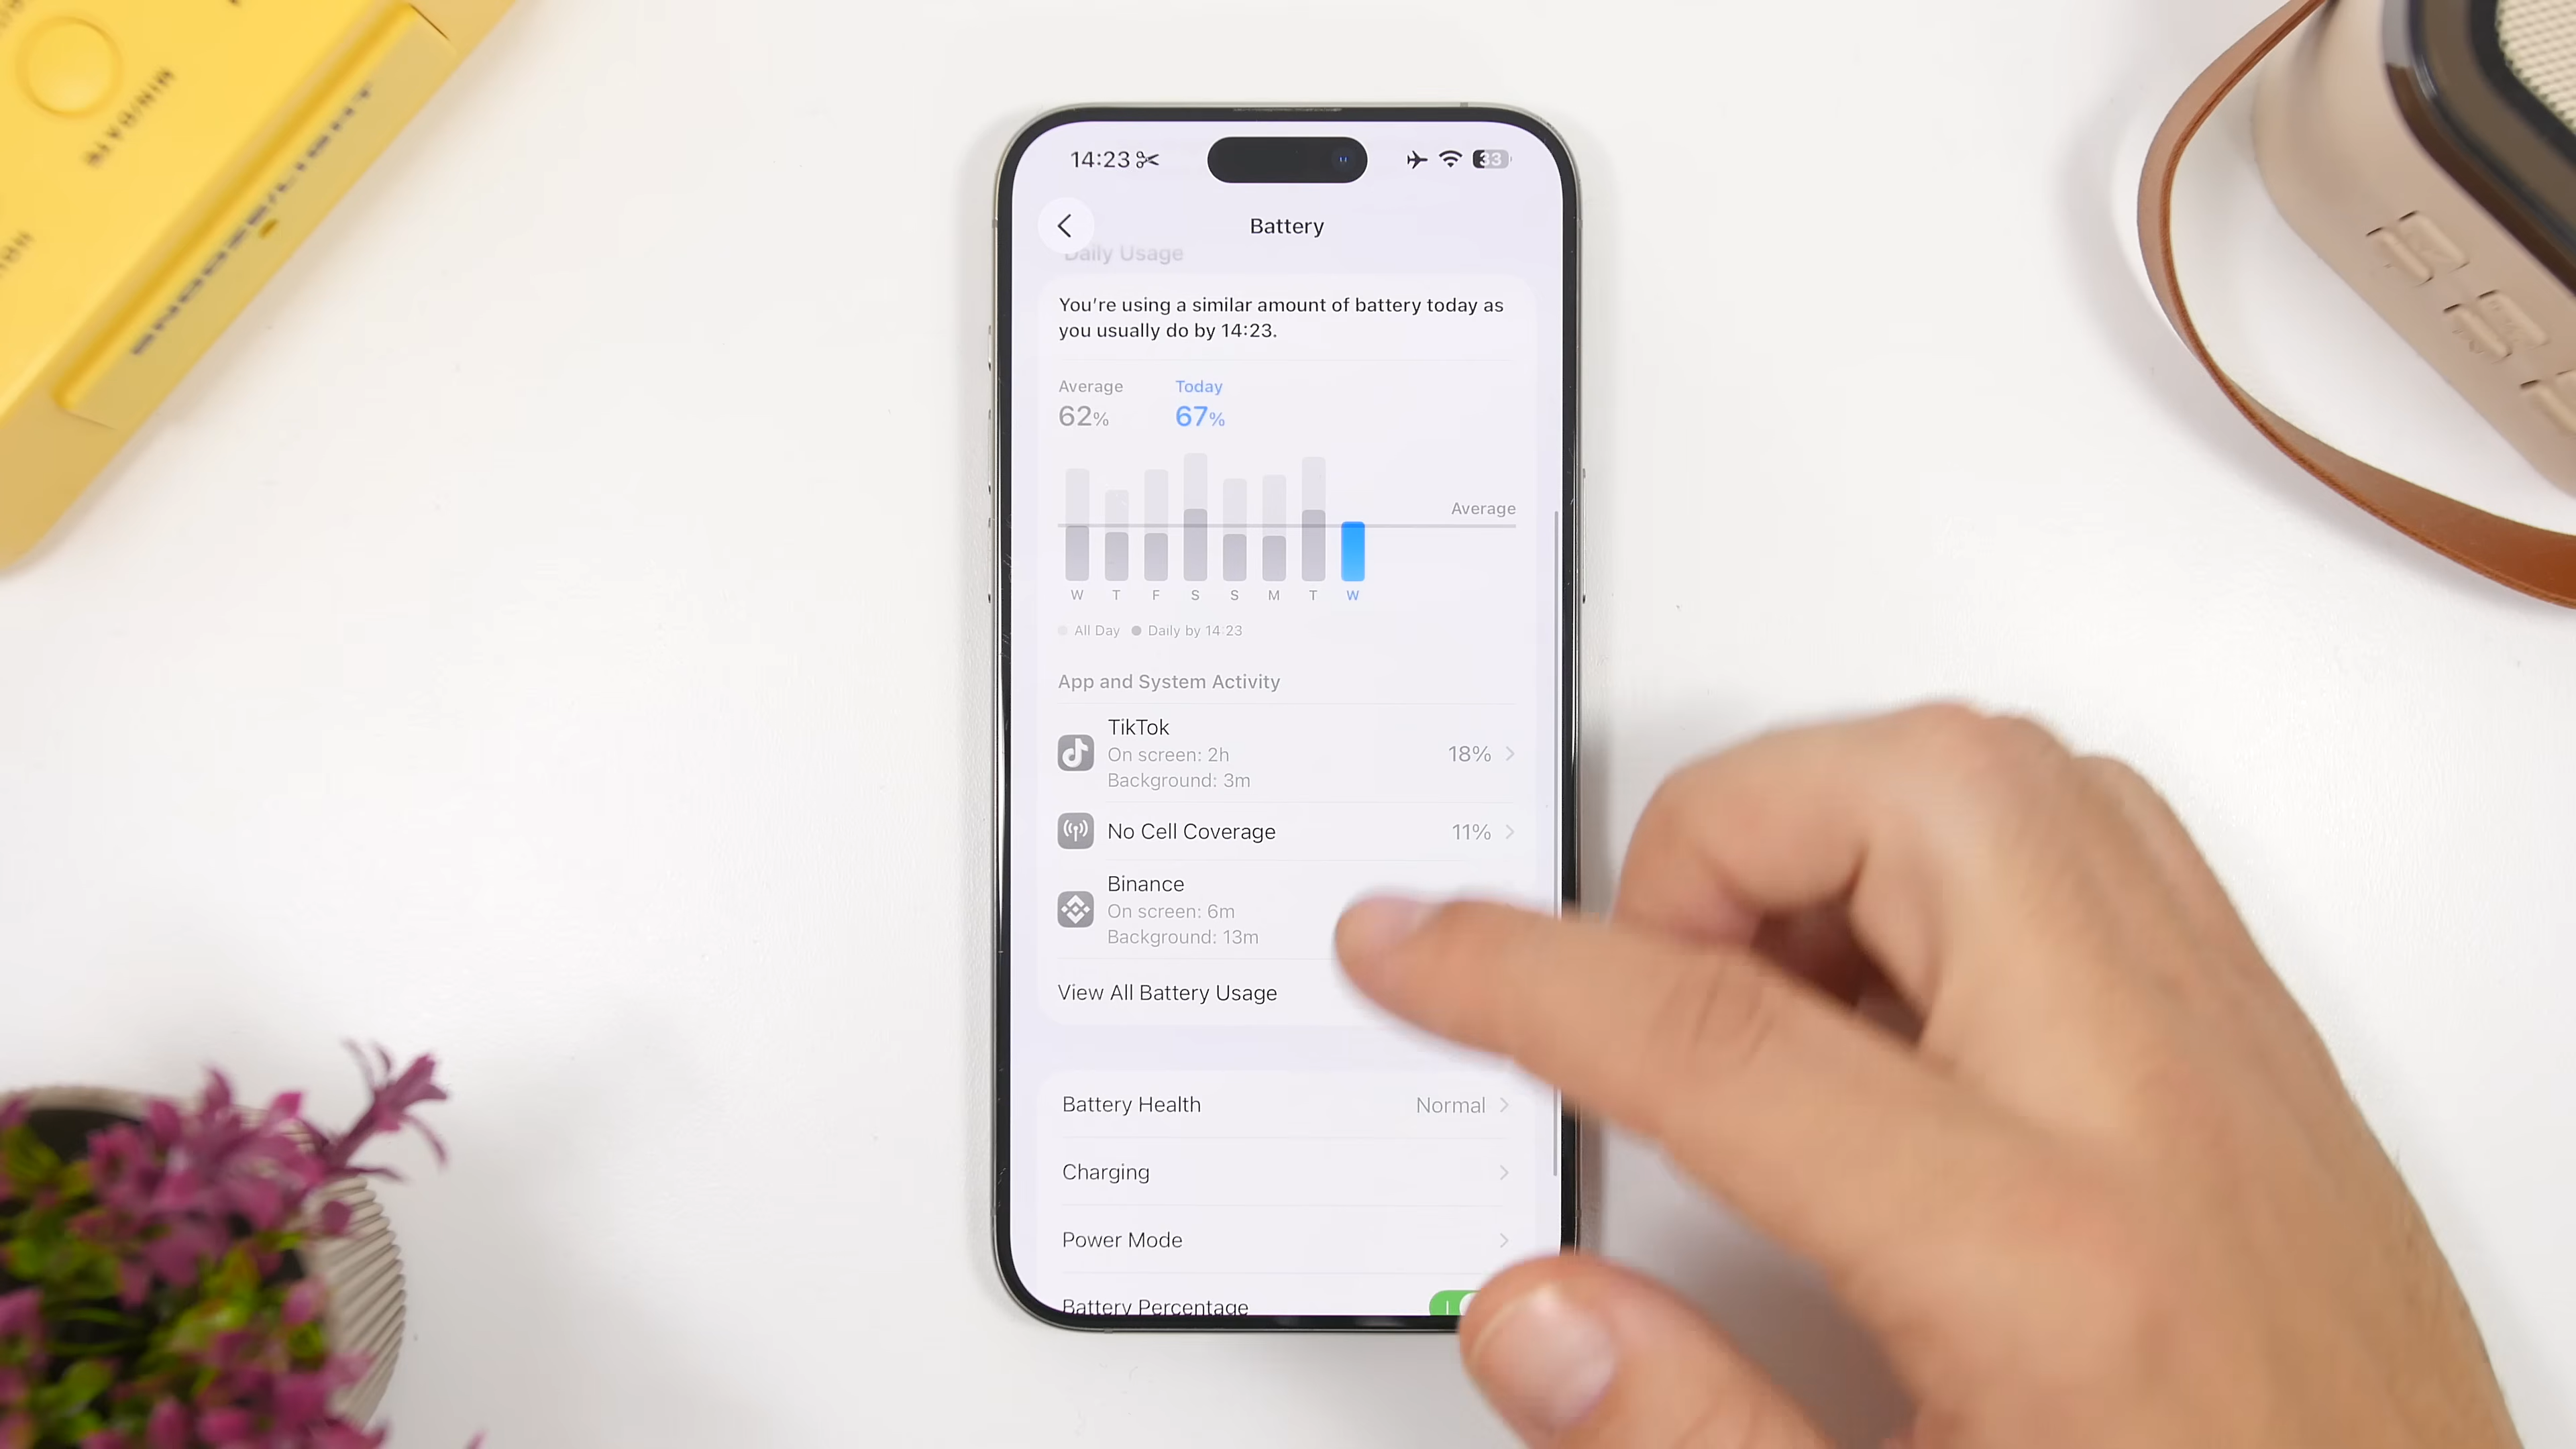 SNOOZE/LIGHT
14:23
33
Battery
Daily Usage
You're using a similar amount of battery today as
you usually do by 14:23.
Average
Today
62%
67%
Average
W T F S S M T W
All Day
Daily by 14:23
App and System Activity
TikTok
On screen: 2h
Background: 3m
18%
No Cell Coverage
11%
Binance
On screen: 6m
Background: 13m
View All Battery Usage
Battery Health
Normal
Charging
Power Mode
Battery Percentage